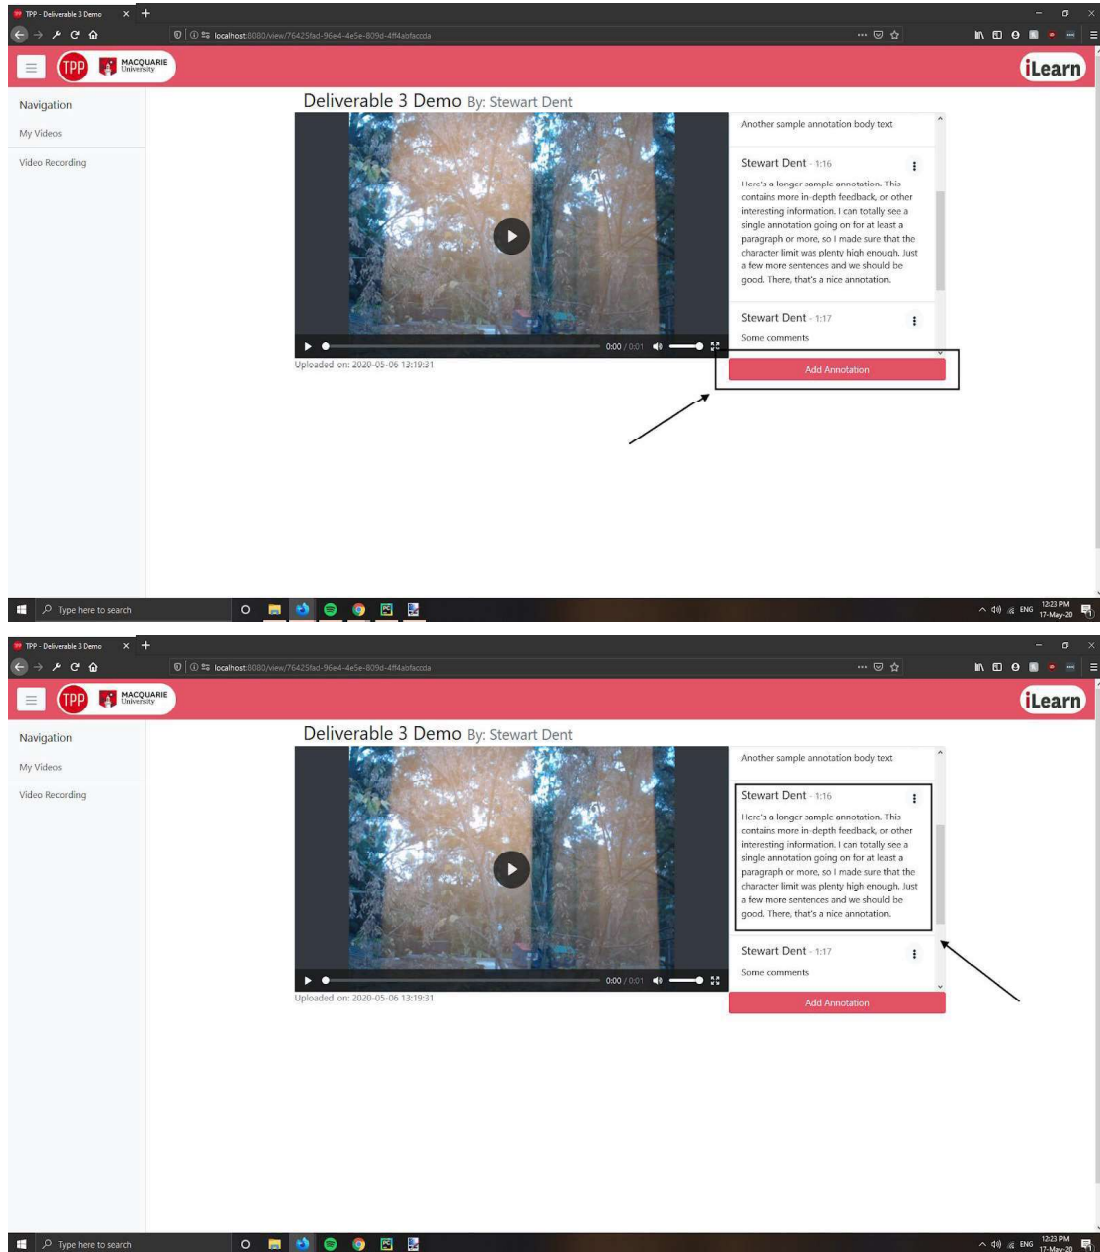 TPP - Deliverable 3 Demo
localhost:8080/view/76425fad-96e4-4e5e-809d-4ff4abfaccda
TPP
MACQUARIE
University
iLearn
Navigation
My Videos
Video Recording
Deliverable 3 Demo By: Stewart Dent
Another sample annotation body text
Stewart Dent - 1:16
Here's a longer sample annotation. This
contains more in-depth feedback, or other
interesting information. I can totally see a
single annotation going on for at least a
paragraph or more, so I made sure that the
character limit was plenty high enough. Just
a few more sentences and we should be
good. There, that's a nice annotation.
Stewart Dent - 1:17
Some comments
0:00 / 0:01
Uploaded on: 2020-05-06 13:19:31
Add Annotation
Type here to search
ENG
12:23 PM
17-May-20
TPP - Deliverable 3 Demo
localhost:8080/view/76425fad-96e4-4e5e-809d-4ff4abfaccda
TPP
MACQUARIE
University
iLearn
Navigation
My Videos
Video Recording
Deliverable 3 Demo By: Stewart Dent
Another sample annotation body text
Stewart Dent - 1:16
Here's a longer sample annotation. This
contains more in-depth feedback, or other
interesting information. I can totally see a
single annotation going on for at least a
paragraph or more, so I made sure that the
character limit was plenty high enough. Just
a few more sentences and we should be
good. There, that's a nice annotation.
Stewart Dent - 1:17
Some comments
0:00 / 0:01
Uploaded on: 2020-05-06 13:19:31
Add Annotation
Type here to search
ENG
12:23 PM
17-May-20